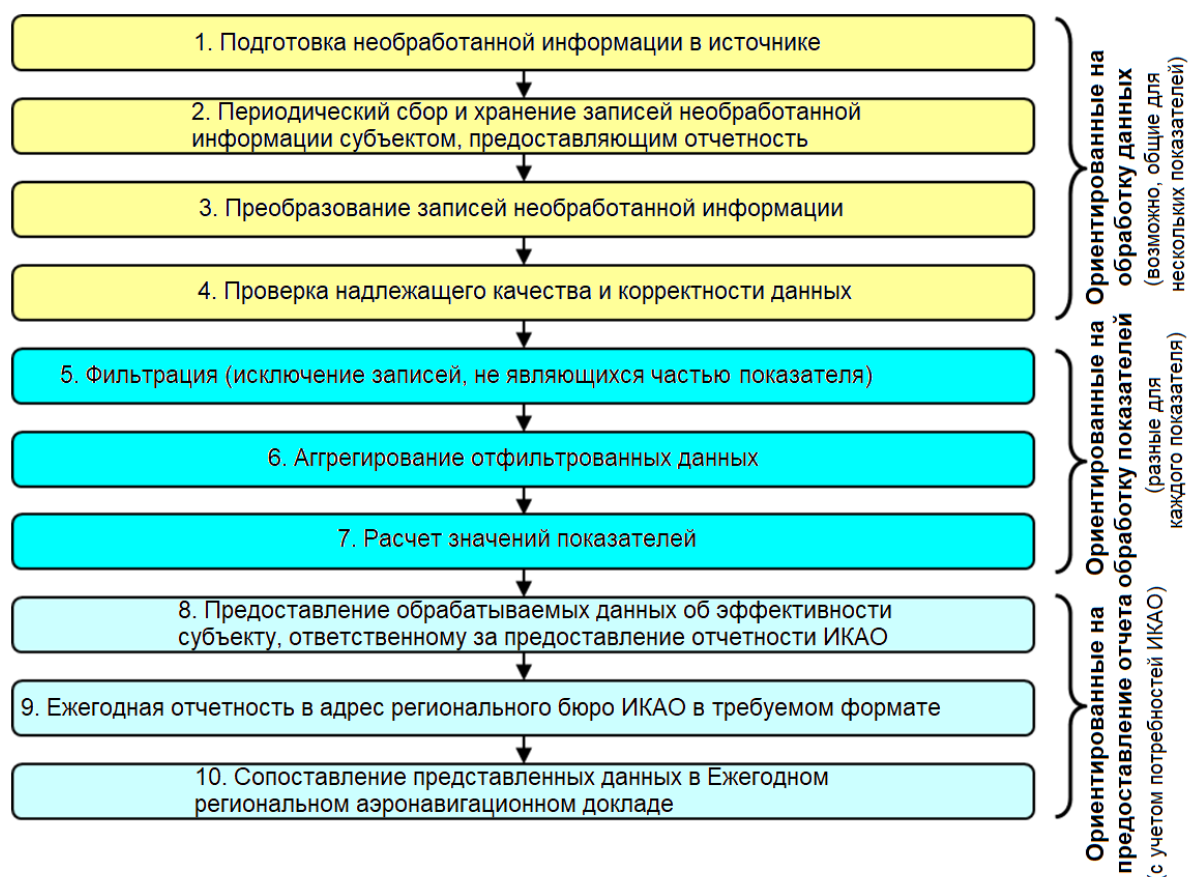 1. Подготовка необработанной информации в источнике
2. Периодический сбор и хранение записей необработанной
информации субъектом, предоставляющим отчетность
3. Преобразование записей необработанной информации
4. Проверка надлежащего качества и корректности данных
Ориентированные на
обработку данных
(возможно, общие для
нескольких показателей)
5. Фильтрация (исключение записей, не являющихся частью показателя)
6. Аггрегирование отфильтрованных данных
7. Расчет значений показателей
Ориентированные на
обработку показателей
(разные для
каждого показателя)
8. Предоставление обрабатываемых данных об эффективности
субъекту, ответственному за предоставление отчетности ИКАО
9. Ежегодная отчетность в адрес регионального бюро ИКАО в требуемом формате
10. Сопоставление представленных данных в Ежегодном
региональном аэронавигационном докладе
Ориентированные на
предоставление отчета
(с учетом потребностей ИКАО)